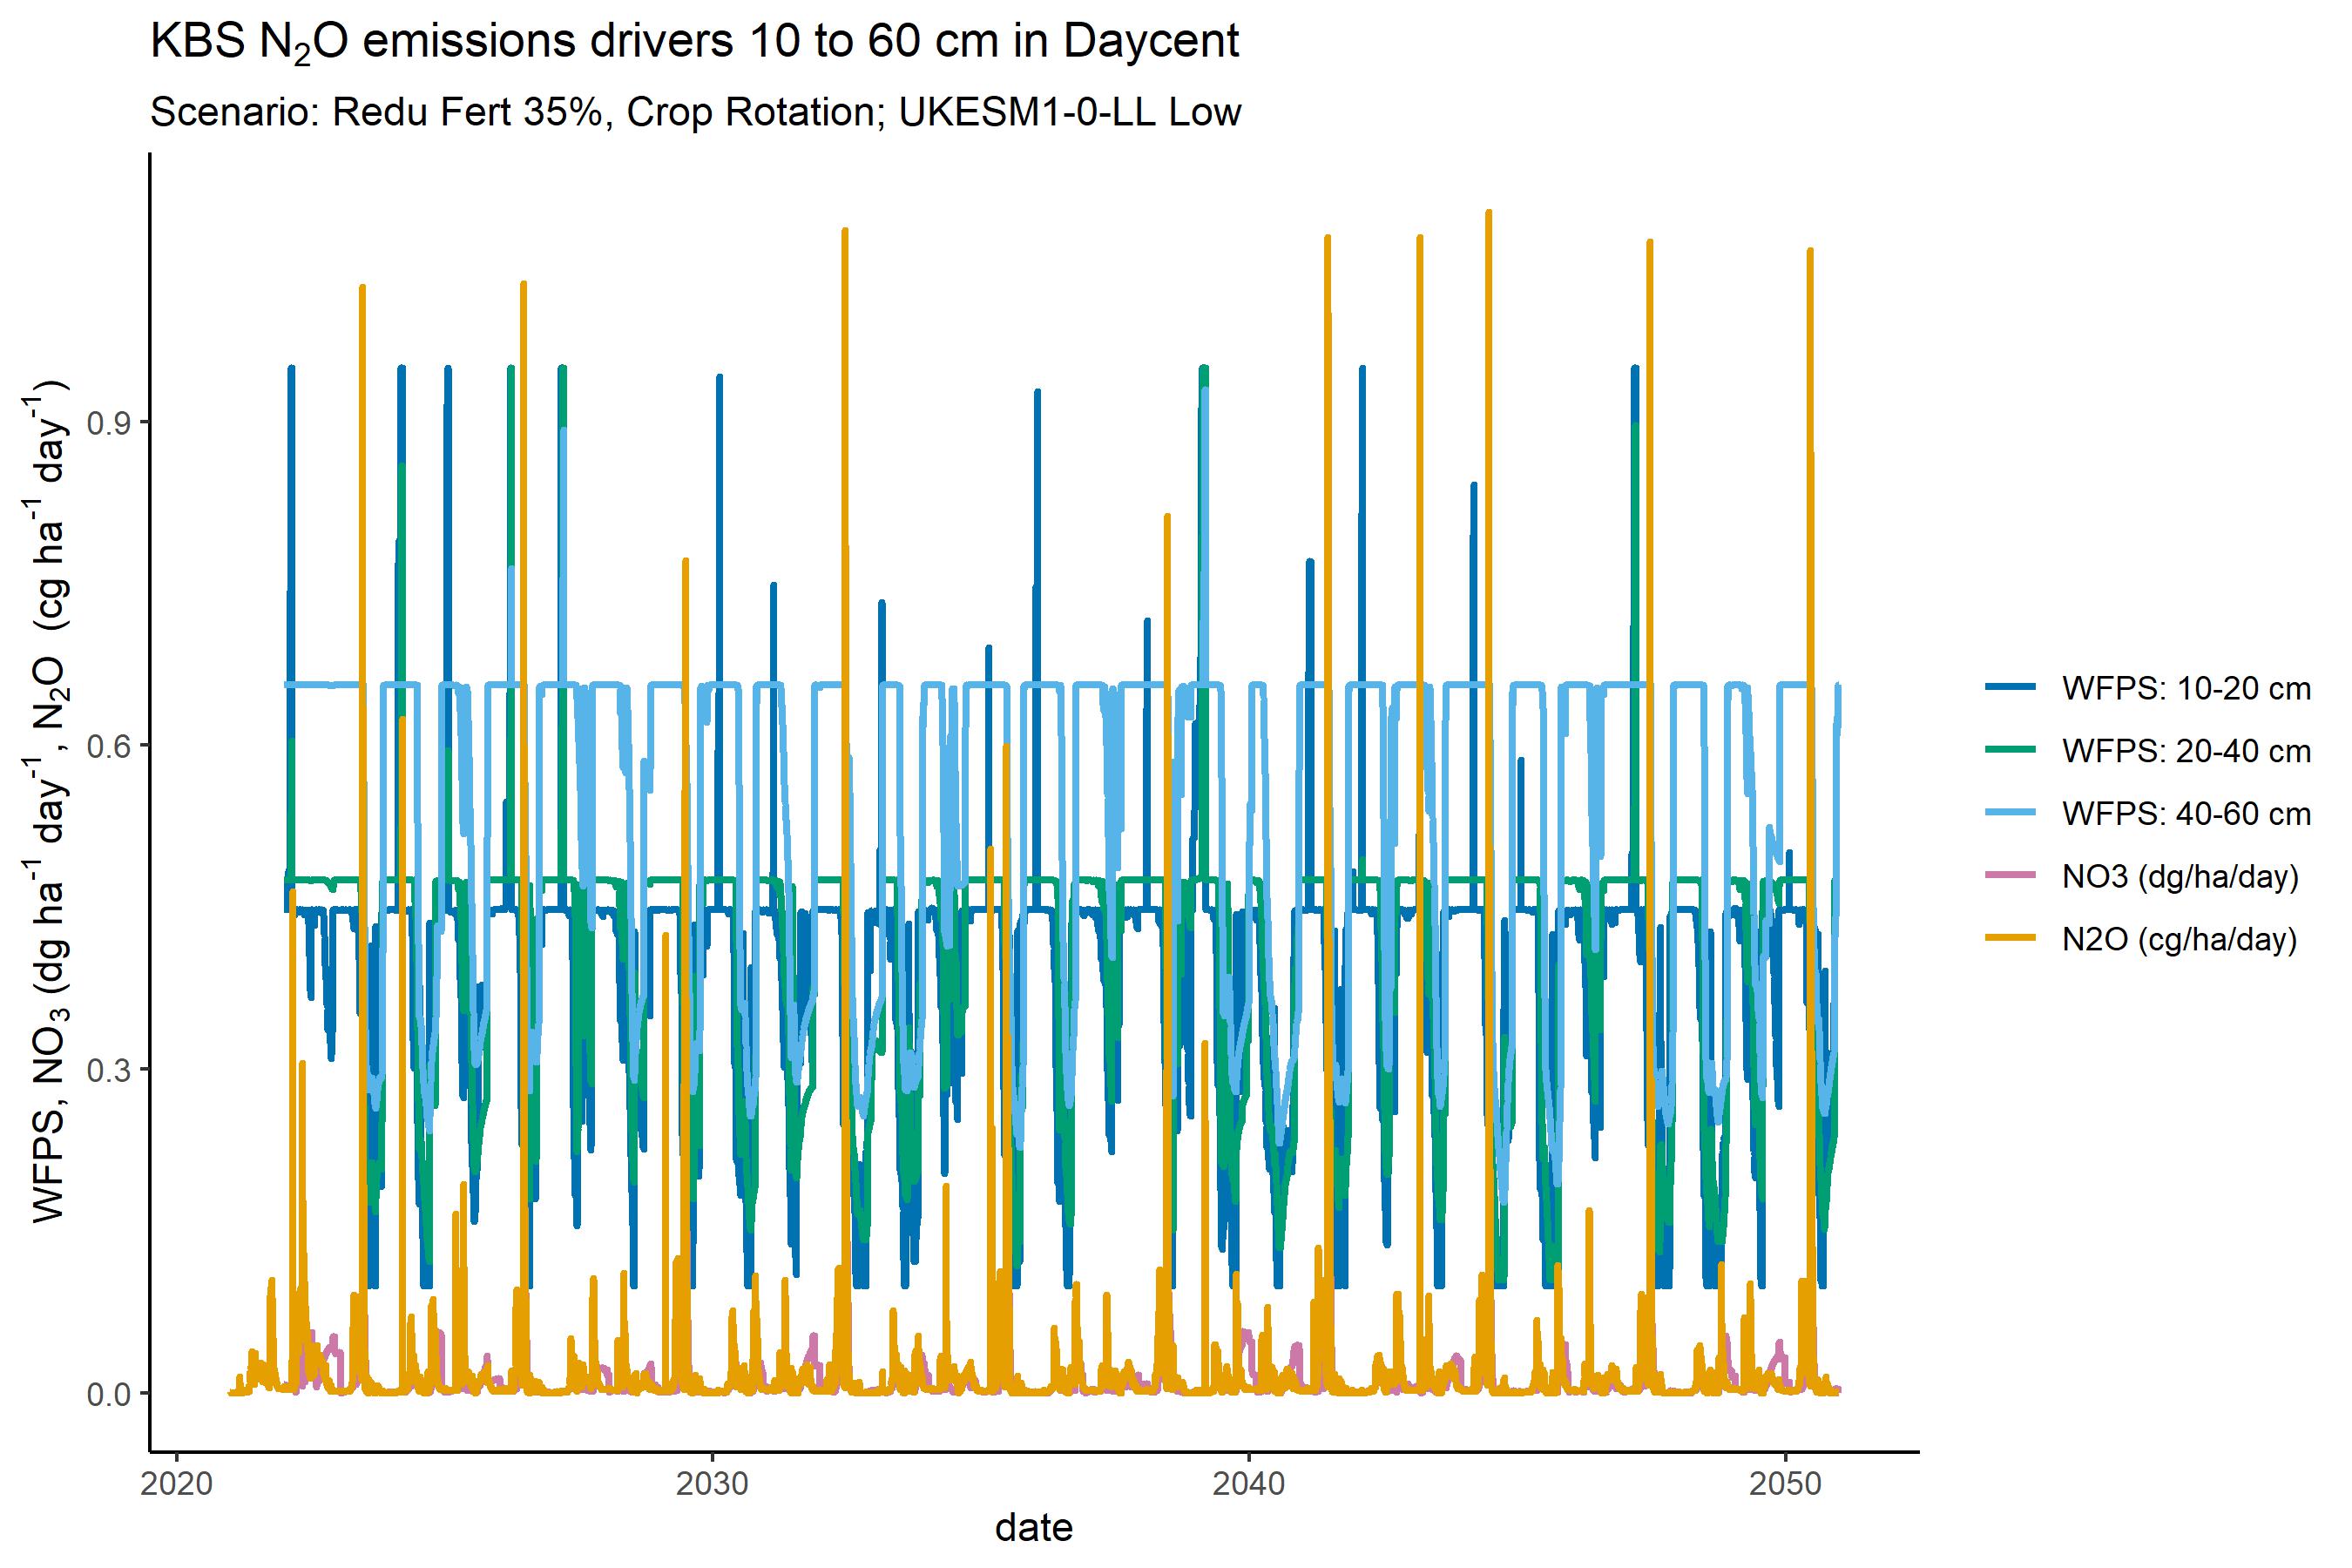 KBS N₂O emissions drivers 10 to 60 cm in Daycent
Scenario: Redu Fert 35%, Crop Rotation; UKESM1-0-LL Low
WFPS, NO₃ (dg ha⁻¹ day⁻¹, N₂O (cg ha⁻¹ day⁻¹)
0.9
0.6
0.3
0.0
2020
2030
2040
2050
date
WFPS: 10-20 cm
WFPS: 20-40 cm
WFPS: 40-60 cm
NO3 (dg/ha/day)
N2O (cg/ha/day)